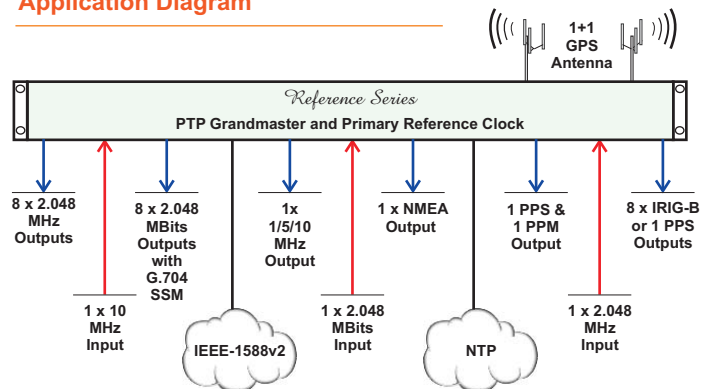 Application Diagram
1+1
GPS
Antenna
Reference Series
PTP Grandmaster and Primary Reference Clock
8 x 2.048
MHz
Outputs
8 x 2.048
MBits
Outputs
with
G.704
SSM
1x
1/5/10
MHz
Output
1 x NMEA
Output
1 PPS &
1 PPM
Output
8 x IRIG-B
or 1 PPS
Outputs
1 x 10
MHz
Input
IEEE-1588v2
1 x 2.048
MBits
Input
NTP
1 x 2.048
MHz
Input